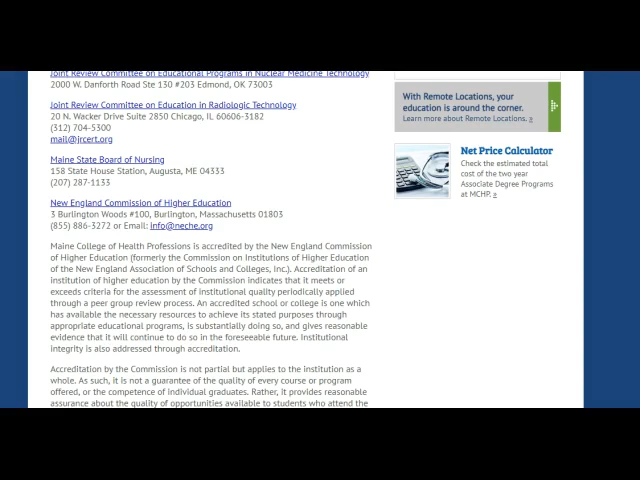 Joint Review Committee on Educational Programs in Nuclear Medicine Technology
2000 W. Danforth Road Ste 130 #203 Edmond, OK 73003
Joint Review Committee on Education in Radiologic Technology
20 N. Wacker Drive Suite 2850 Chicago, IL 60606-3182
(312) 704-5300
mail@jrcert.org
Maine State Board of Nursing
158 State House Station, Augusta, ME 04333
(207) 287-1133
New England Commission of Higher Education
3 Burlington Woods #100, Burlington, Massachusetts 01803
(855) 886-3272 or Email: info@neche.org
Maine College of Health Professions is accredited by the New England Commission
of Higher Education (formerly the Commission on Institutions of Higher Education
of the New England Association of Schools and Colleges, Inc.). Accreditation of an
institution of higher education by the Commission indicates that it meets or
exceeds criteria for the assessment of institutional quality periodically applied
through a peer group review process. An accredited school or college is one which
has available the necessary resources to achieve its stated purposes through
appropriate educational programs, is substantially doing so, and gives reasonable
evidence that it will continue to do so in the foreseeable future. Institutional
integrity is also addressed through accreditation.
Accreditation by the Commission is not partial but applies to the institution as a
whole. As such, it is not a guarantee of the quality of every course or program
offered, or the competence of individual graduates. Rather, it provides reasonable
assurance about the quality of opportunities available to students who attend the
With Remote Locations, your
education is around the corner.
Learn more about Remote Locations. »
Net Price Calculator
Check the estimated total
cost of the two year
Associate Degree Programs
at MCHP. »